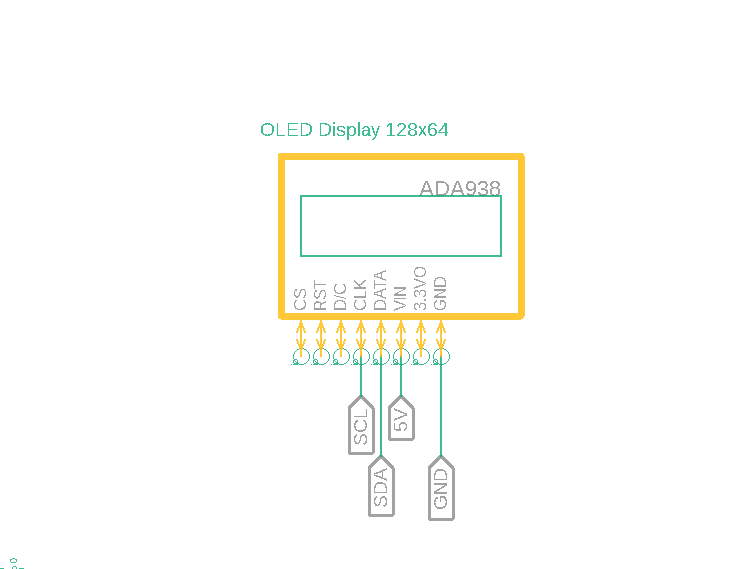 OLED Display 128x64
ADA938
CS
RST
D/C
CLK
DATA
VIN
3.3VO
GND
SCL
5V
SDA
GND